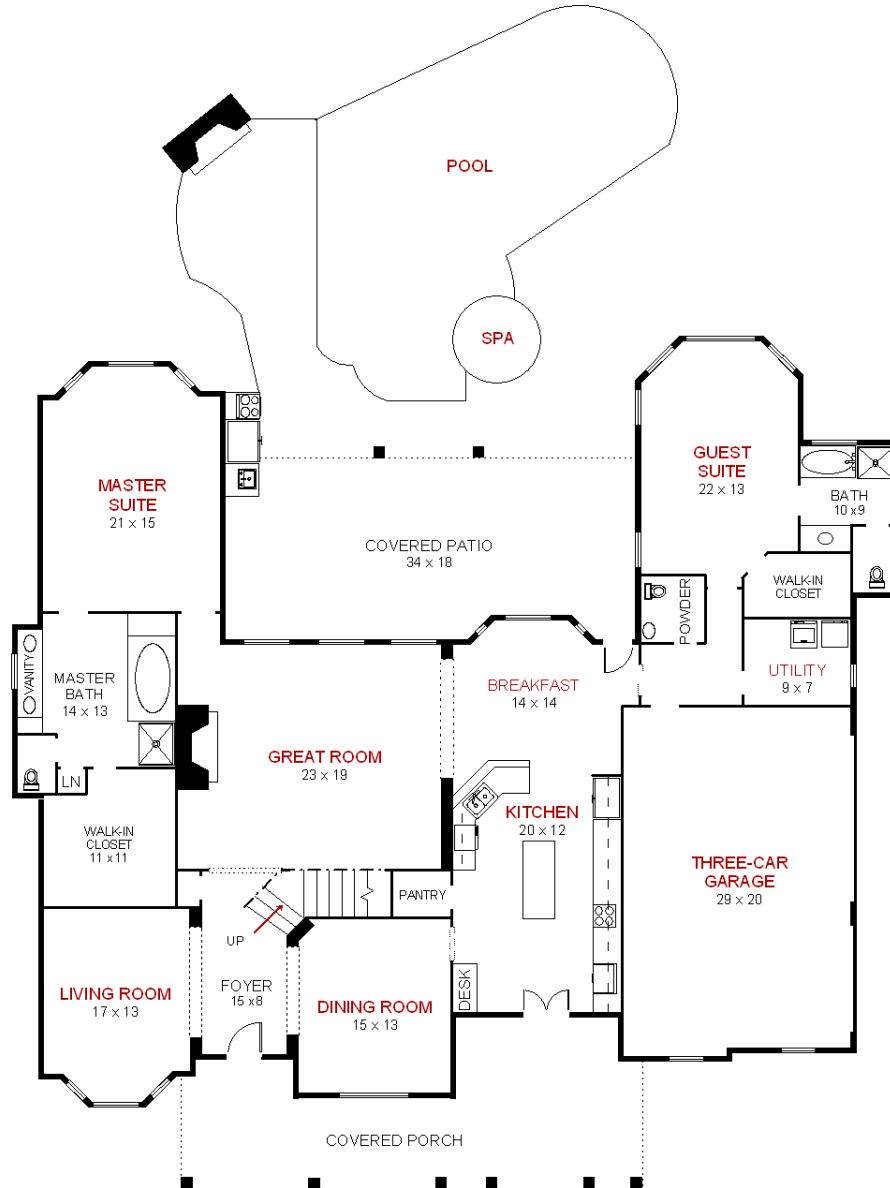 POOL
SPA
MASTER
SUITE
21 x 15
GUEST
SUITE
22 x 13
BATH
10 x 9
COVERED PATIO
34 x 18
WALK-IN
CLOSET
POWDER
VANITY
MASTER
BATH
14 x 13
BREAKFAST
14 x 14
UTILITY
9 x 7
GREAT ROOM
23 x 19
LN
KITCHEN
20 x 12
WALK-IN
CLOSET
11 x 11
THREE-CAR
GARAGE
29 x 20
PANTRY
UP
FOYER
15 x 8
LIVING ROOM
17 x 13
DINING ROOM
15 x 13
DESK
COVERED PORCH